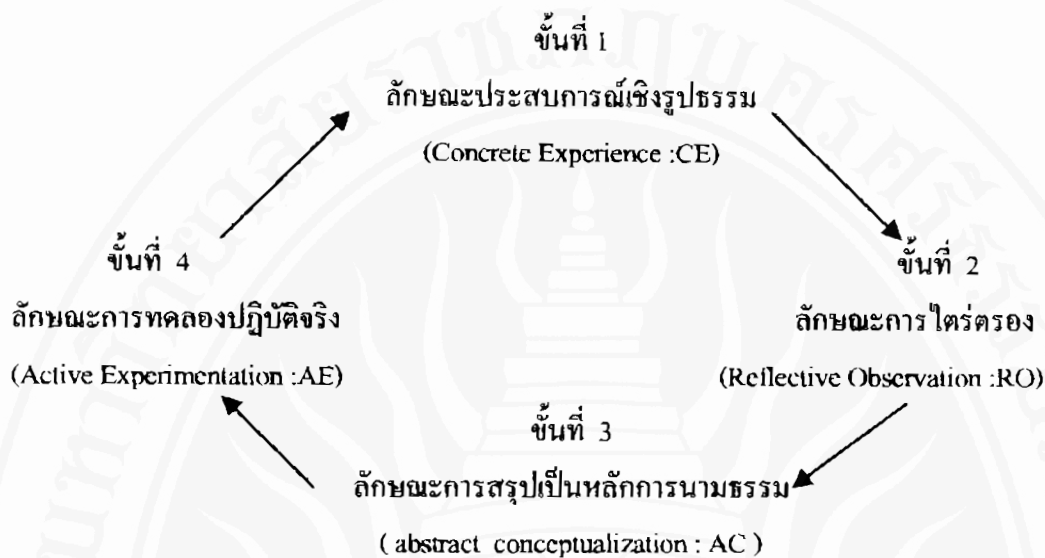 ขั้นที่ 1
ลักษณะประสบการณ์เชิงรูปธรรม
(Concrete Experience :CE)
ขั้นที่ 2
ลักษณะการไตร่ตรอง
(Reflective Observation :RO)
ขั้นที่ 3
ลักษณะการสรุปเป็นหลักการนามธรรม
( abstract conceptualization : AC )
ขั้นที่ 4
ลักษณะการทดลองปฏิบัติจริง
(Active Experimentation :AE)